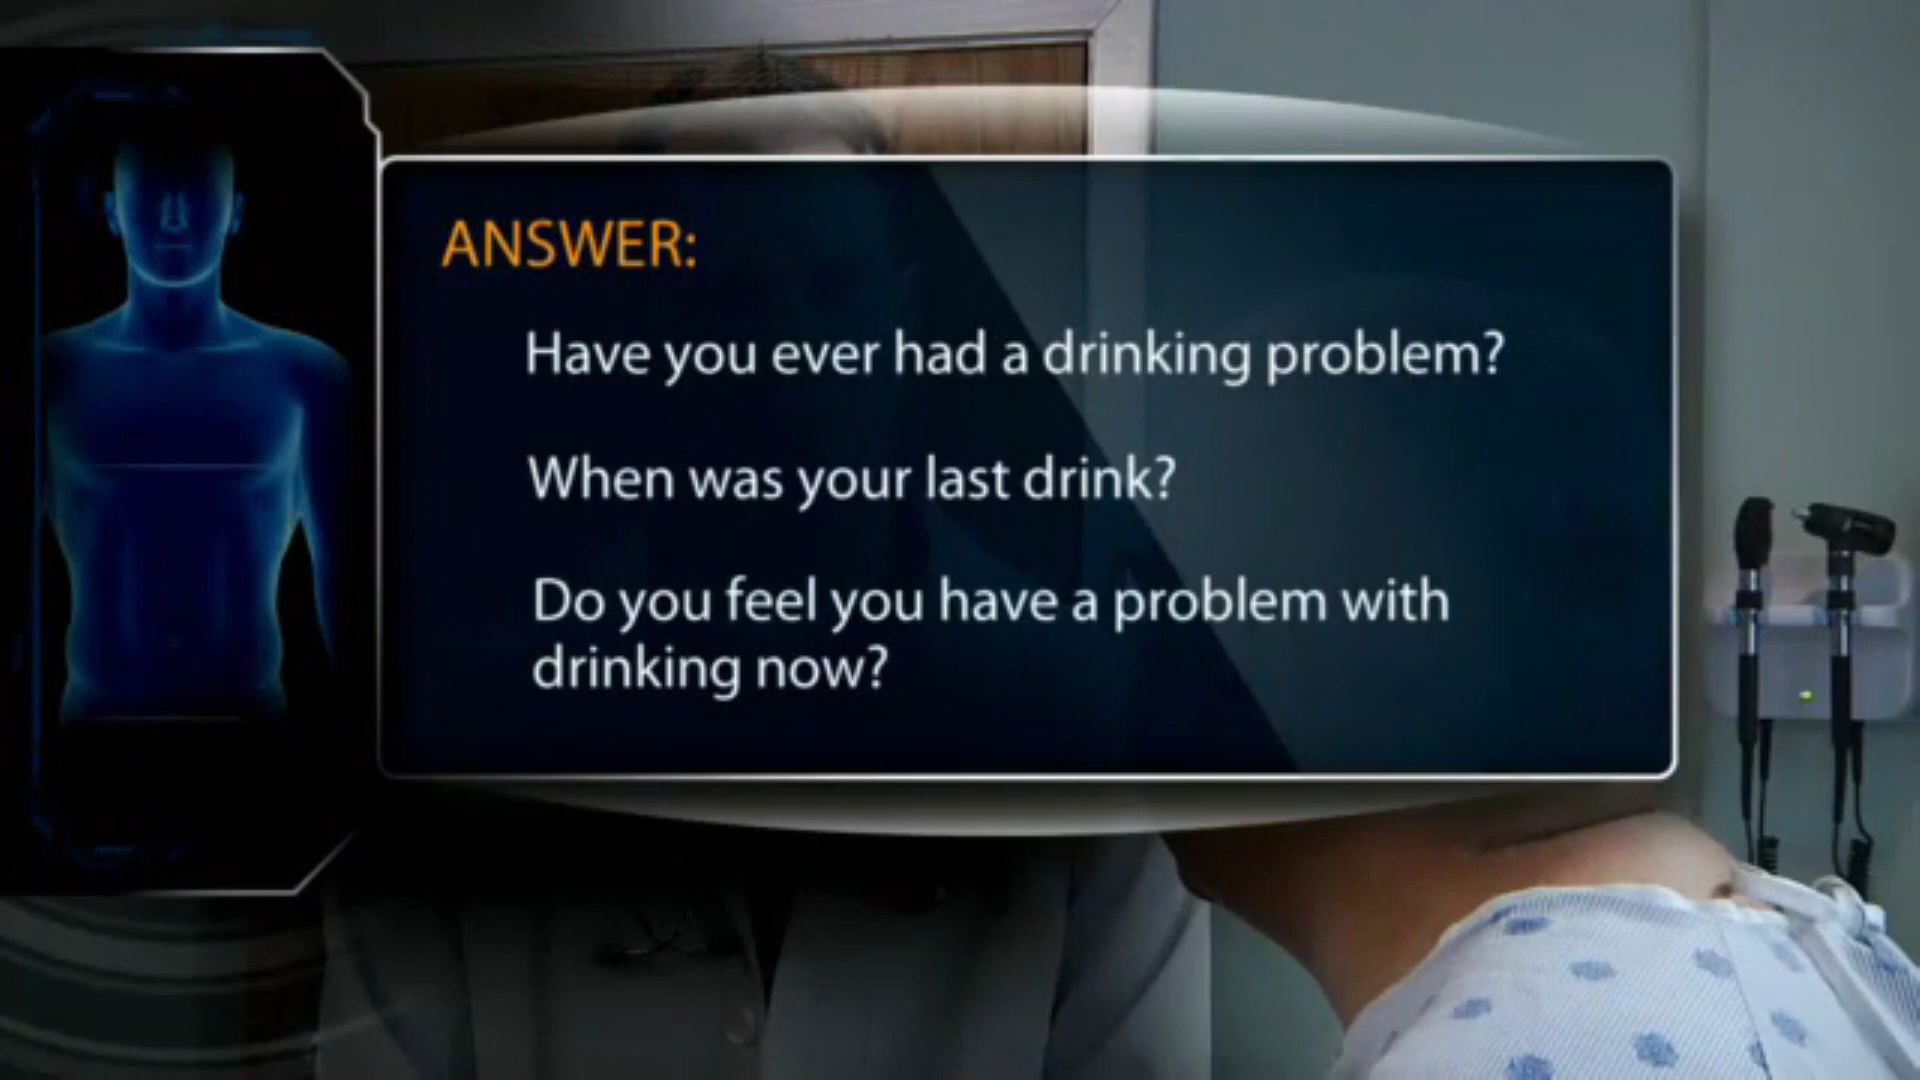 ANSWER:
Have you ever had a drinking problem?
When was your last drink?
Do you feel you have a problem with
drinking now?